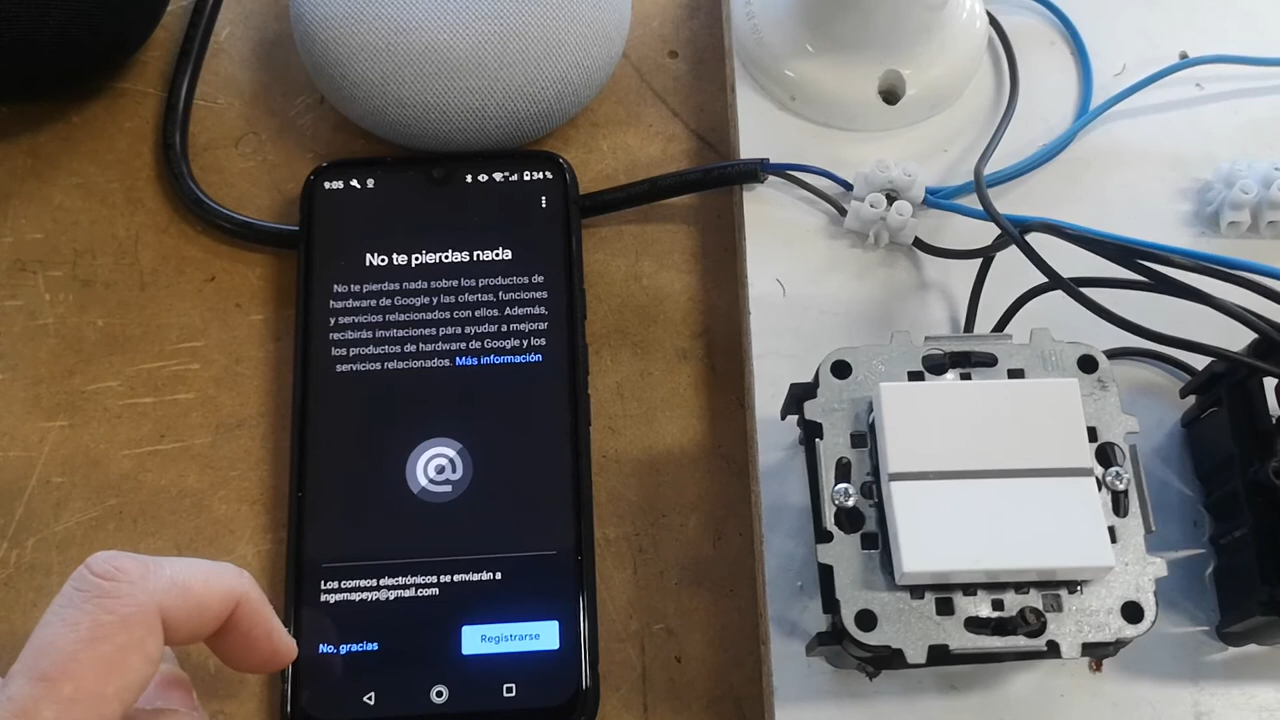 9:05
34 %
No te pierdas nada
No te pierdas nada sobre los productos de
hardware de Google y las ofertas, funciones
y servicios relacionados con ellos. Además,
recibirás invitaciones para ayudar a mejorar
los productos de hardware de Google y los
servicios relacionados. Más información
@
Los correos electrónicos se enviarán a
ingemapeyp@gmail.com
No, gracias
Registrarse